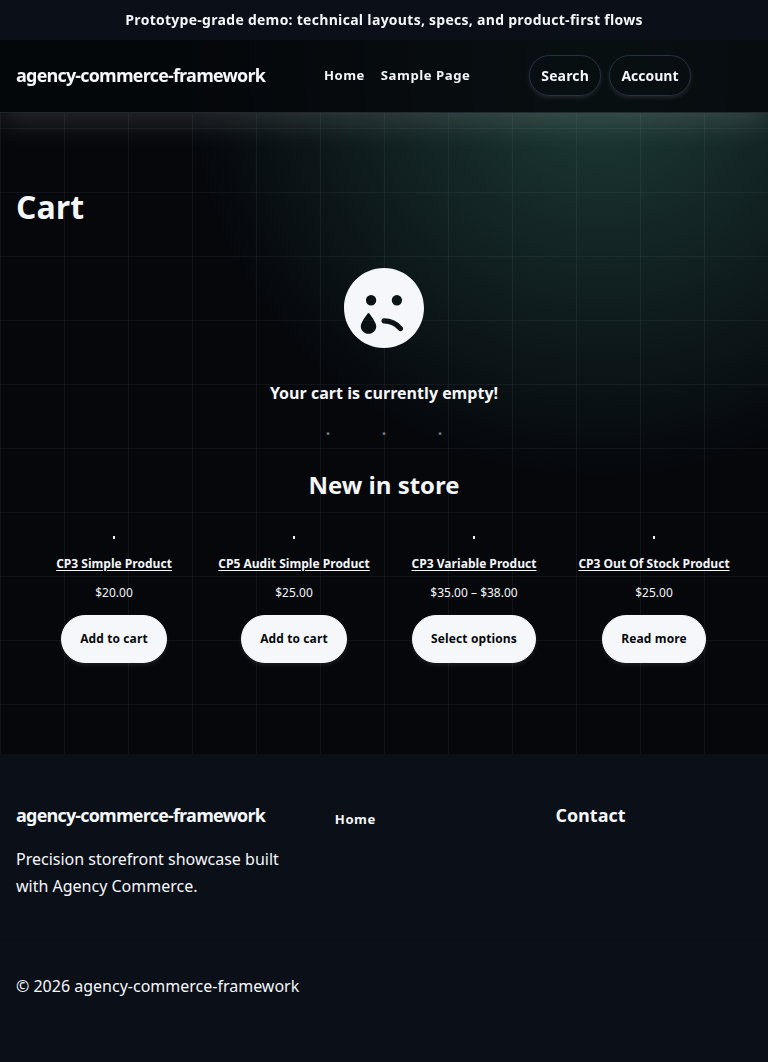 Prototype-grade demo: technical layouts, specs, and product-first flows
agency-commerce-framework
Home
Sample Page
Search
Account
Cart
Your cart is currently empty!
New in store
CP3 Simple Product
$20.00
Add to cart
CP5 Audit Simple Product
$25.00
Add to cart
CP3 Variable Product
$35.00 – $38.00
Select options
CP3 Out Of Stock Product
$25.00
Read more
agency-commerce-framework
Precision storefront showcase built
with Agency Commerce.
Home
Contact
© 2026 agency-commerce-framework